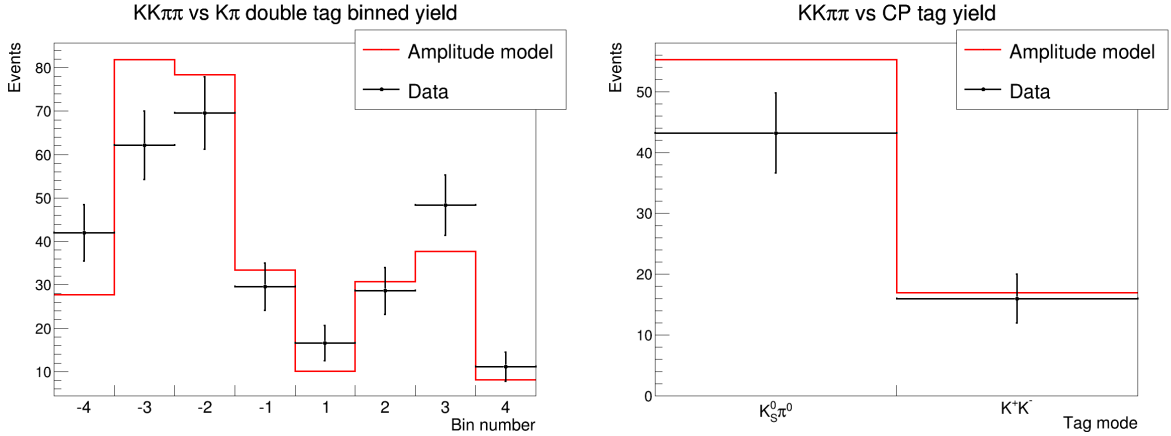 KKππ vs Kπ double tag binned yield
Events
Amplitude model
Data
80
70
60
50
40
30
20
10
-4 -3 -2 -1 1 2 3 4
Bin number
KKππ vs CP tag yield
Events
Amplitude model
Data
50
40
30
20
10
0
K⁰Sπ⁰ K⁺K⁻
Tag mode